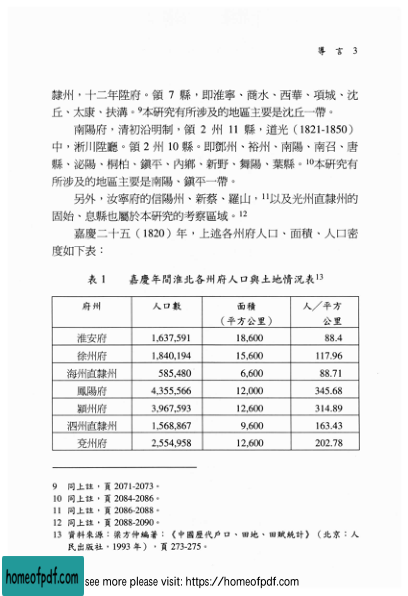 導 言 3
隸州，十二年陞府。領 7 縣，即淮寧、商水、西華、項城、沈
丘、太康、扶溝。9本研究有所涉及的地區主要是沈丘一帶。
南陽府，清初沿明制，領 2 州 11 縣，道光（1821-1850）
中，淅川陞廳。領 2 州 10 縣。即鄧州、裕州、南陽、南召、唐
縣、泌陽、桐柏、鎮平、內鄉、新野、舞陽、葉縣。10本研究有
所涉及的地區主要是南陽、鎮平一帶。
另外，汝寧府的信陽州、新蔡、羅山，11以及光州直隸州的
固始、息縣也屬於本研究的考察區域。12
嘉慶二十五（1820）年，上述各州府人口、面積、人口密
度如下表：
表 1 嘉慶年間淮北各州府人口與土地情況表13
府州 人口數 面積 人／平方
（平方公里） 公里
淮安府 1,637,591 18,600 88.4
徐州府 1,840,194 15,600 117.96
海州直隸州 585,480 6,600 88.71
鳳陽府 4,355,566 12,000 345.68
潁州府 3,967,593 12,600 314.89
泗州直隸州 1,568,867 9,600 163.43
兗州府 2,554,958 12,600 202.78
9 同上註，頁 2071-2073。
10 同上註，頁 2084-2086。
11 同上註，頁 2086-2088。
12 同上註，頁 2088-2090。
13 資料來源：梁方仲編著：《中國歷代戶口、田地、田賦統計》（北京：人
民出版社，1993 年），頁 273-275。
homeofpdf.com see more please visit: https://homeofpdf.com